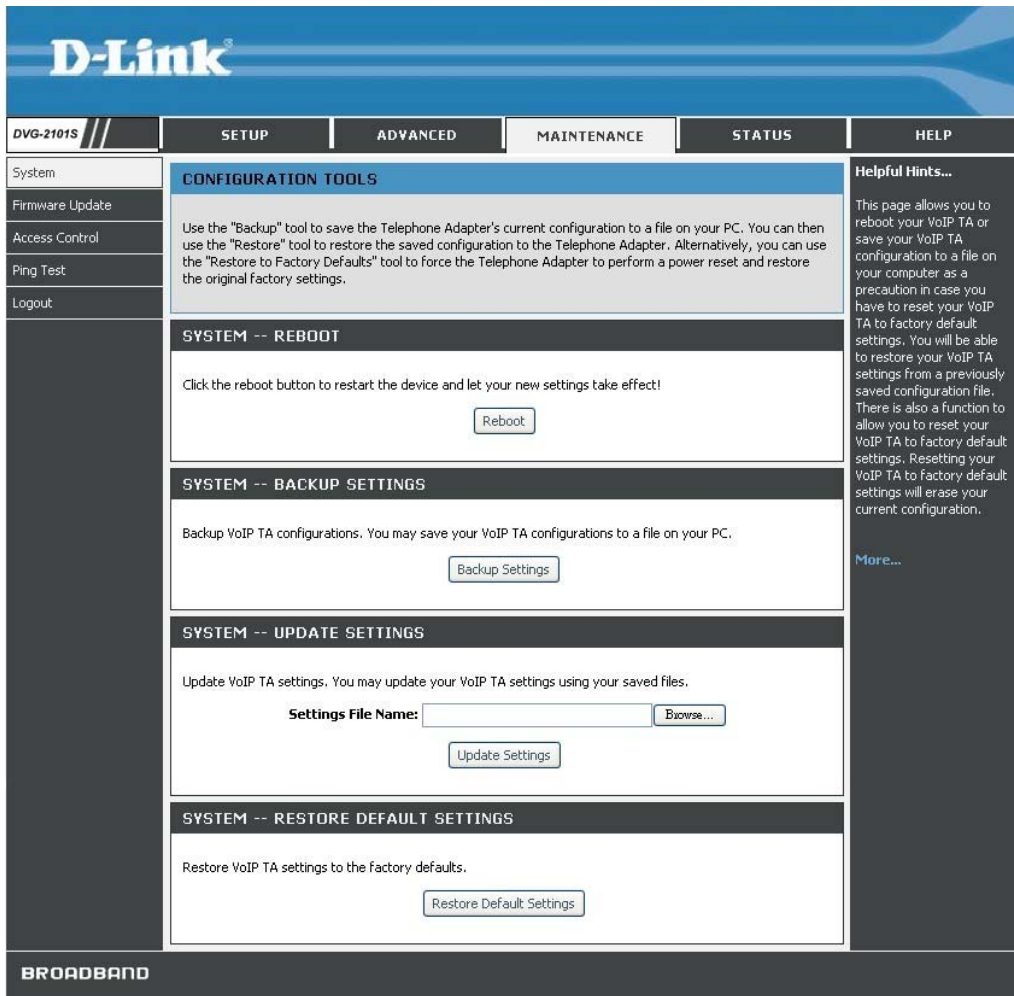 D-Link
DVG-2101S
SETUP
ADVANCED
MAINTENANCE
STATUS
HELP
System
Firmware Update
Access Control
Ping Test
Logout
CONFIGURATION TOOLS
Use the "Backup" tool to save the Telephone Adapter's current configuration to a file on your PC. You can then
use the "Restore" tool to restore the saved configuration to the Telephone Adapter. Alternatively, you can use
the "Restore to Factory Defaults" tool to force the Telephone Adapter to perform a power reset and restore
the original factory settings.
SYSTEM -- REBOOT
Click the reboot button to restart the device and let your new settings take effect!
Reboot
SYSTEM -- BACKUP SETTINGS
Backup VoIP TA configurations. You may save your VoIP TA configurations to a file on your PC.
Backup Settings
SYSTEM -- UPDATE SETTINGS
Update VoIP TA settings. You may update your VoIP TA settings using your saved files.
Settings File Name:
Browse...
Update Settings
SYSTEM -- RESTORE DEFAULT SETTINGS
Restore VoIP TA settings to the factory defaults.
Restore Default Settings
Helpful Hints...
This page allows you to
reboot your VoIP TA or
save your VoIP TA
configuration to a file on
your computer as a
precaution in case you
have to reset your VoIP
TA to factory default
settings. You will be able
to restore your VoIP TA
settings from a previously
saved configuration file.
There is also a function to
allow you to reset your
VoIP TA to factory default
settings. Resetting your
VoIP TA to factory default
settings will erase your
current configuration.
More...
BROADBAND